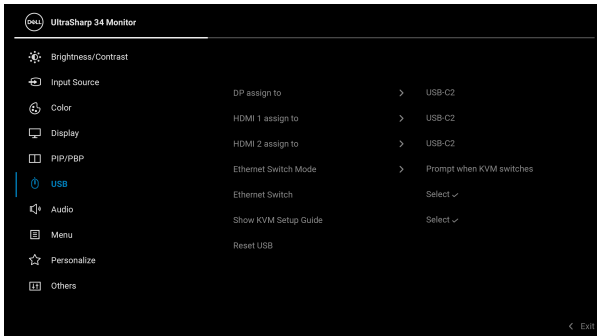 DELL UltraSharp 34 Monitor
Brightness/Contrast
Input Source
Color
Display
PIP/PBP
USB
Audio
Menu
Personalize
Others
DP assign to > USB-C2
HDMI 1 assign to > USB-C2
HDMI 2 assign to > USB-C2
Ethernet Switch Mode > Prompt when KVM switches
Ethernet Switch Select ✓
Show KVM Setup Guide Select ✓
Reset USB
< Exit